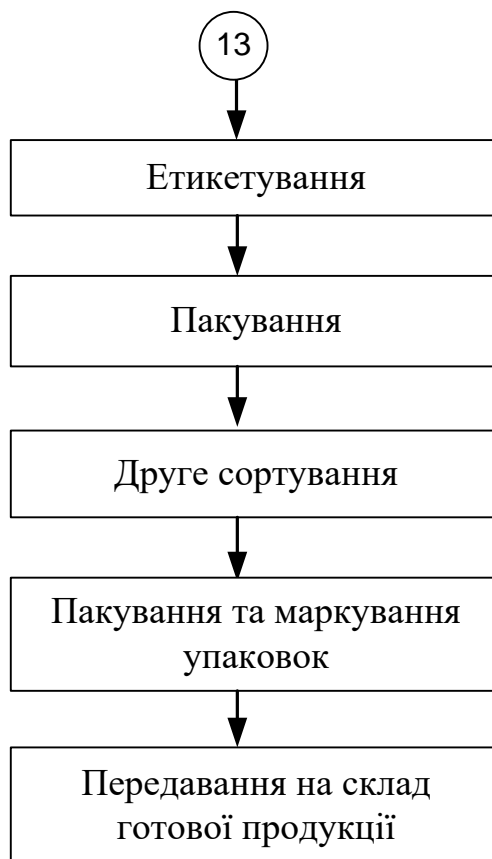 13
Етикетування
Пакування
Друге сортування
Пакування та маркування
упаковок
Передавання на склад
готової продукції